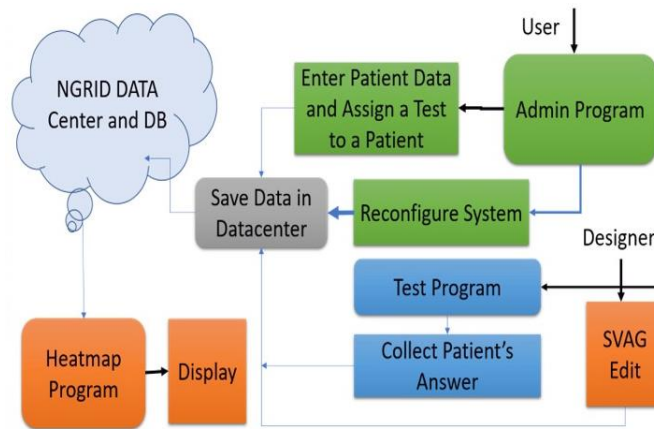 User
NGRID DATA
Center and DB
Enter Patient Data
and Assign a Test
to a Patient
Admin Program
Save Data in
Datacenter
Reconfigure System
Designer
Test Program
Heatmap
Program
Display
Collect Patient's
Answer
SVAG
Edit